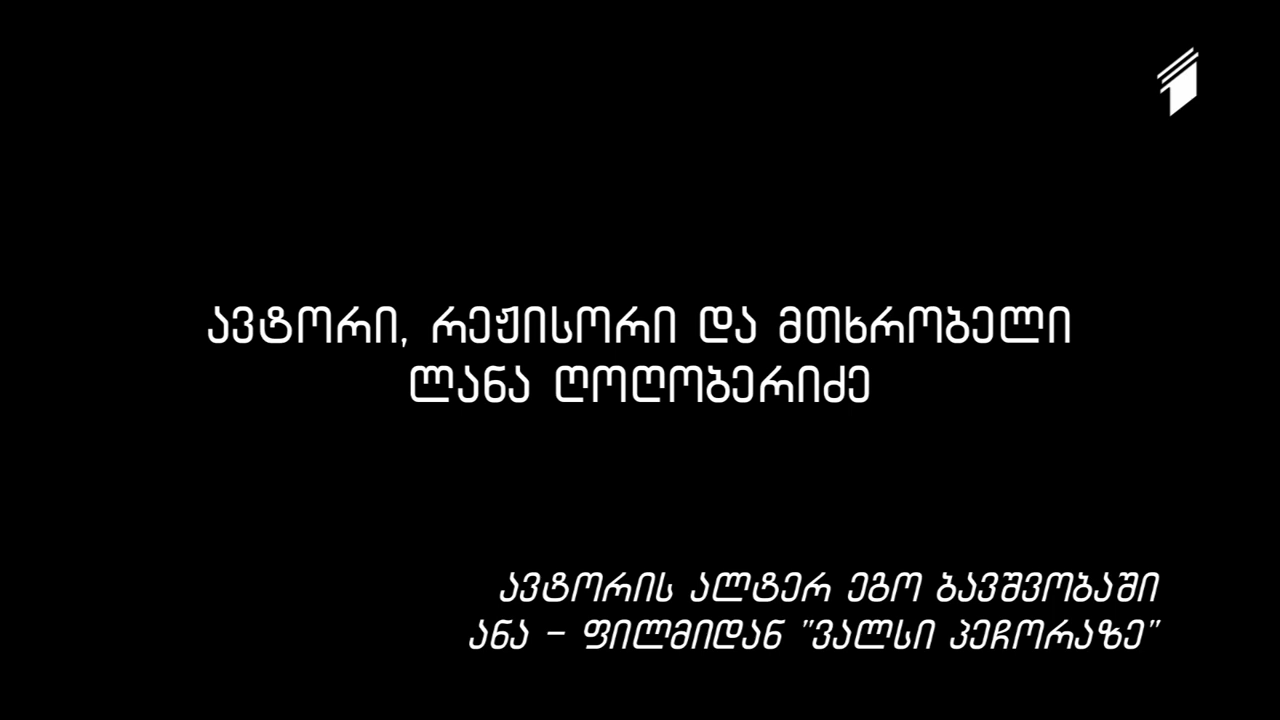 ავტორი, რეჟისორი და მთხრობელი
ლანა ღოღობერიძე
ავტორის ალტერ ეგო ბავშვობაში
ანა – ფილმიდან "ვალსი პეჩორაზე"